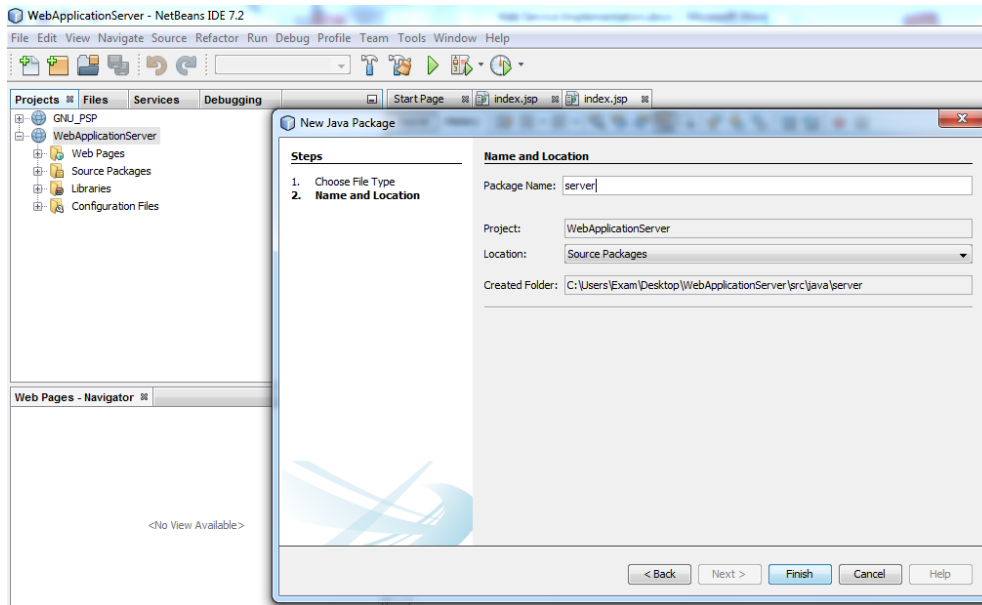 WebApplicationServer - NetBeans IDE 7.2
File Edit View Navigate Source Refactor Run Debug Profile Team Tools Window Help
Projects Files Services Debugging
Start Page index.jsp index.jsp
GNU_PSP
WebApplicationServer
Web Pages
Source Packages
Libraries
Configuration Files
Web Pages - Navigator
<No View Available>
New Java Package
Steps
1. Choose File Type
2. Name and Location
Name and Location
Package Name: server
Project: WebApplicationServer
Location: Source Packages
Created Folder: C:\Users\Exam\Desktop\WebApplicationServer\src\java\server
< Back Next > Finish Cancel Help